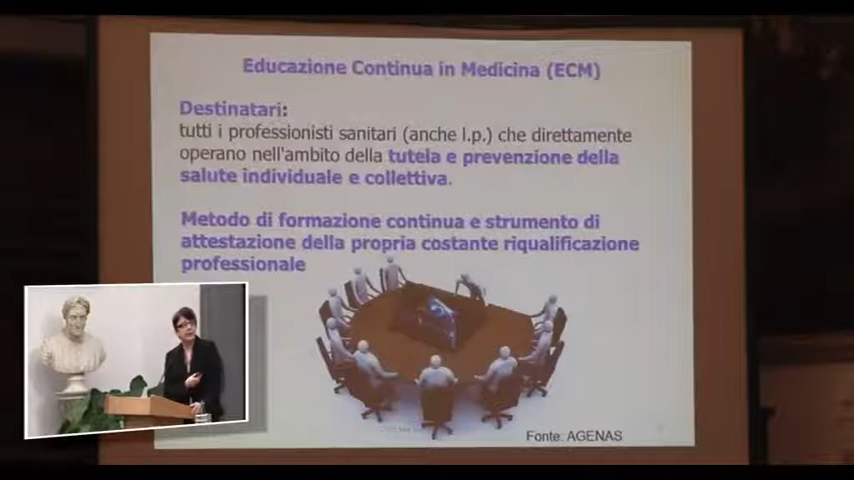 Educazione Continua in Medicina (ECM)
Destinatari:
tutti i professionisti sanitari (anche l.p.) che direttamente
operano nell'ambito della tutela e prevenzione della
salute individuale e collettiva.
Metodo di formazione continua e strumento di
attestazione della propria costante riqualificazione
professionale
Fonte: AGENAS